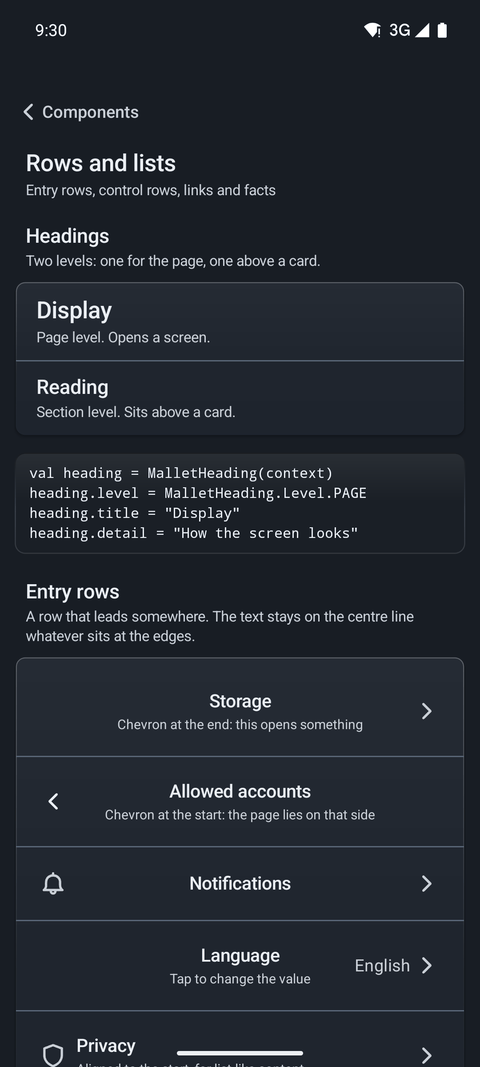 9:30
3G
Components
Rows and lists
Entry rows, control rows, links and facts
Headings
Two levels: one for the page, one above a card.
Display
Page level. Opens a screen.
Reading
Section level. Sits above a card.
val heading = MalletHeading(context)
heading.level = MalletHeading.Level.PAGE
heading.title = "Display"
heading.detail = "How the screen looks"
Entry rows
A row that leads somewhere. The text stays on the centre line
whatever sits at the edges.
Storage
Chevron at the end: this opens something
Allowed accounts
Chevron at the start: the page lies on that side
Notifications
Language
Tap to change the value
English
Privacy